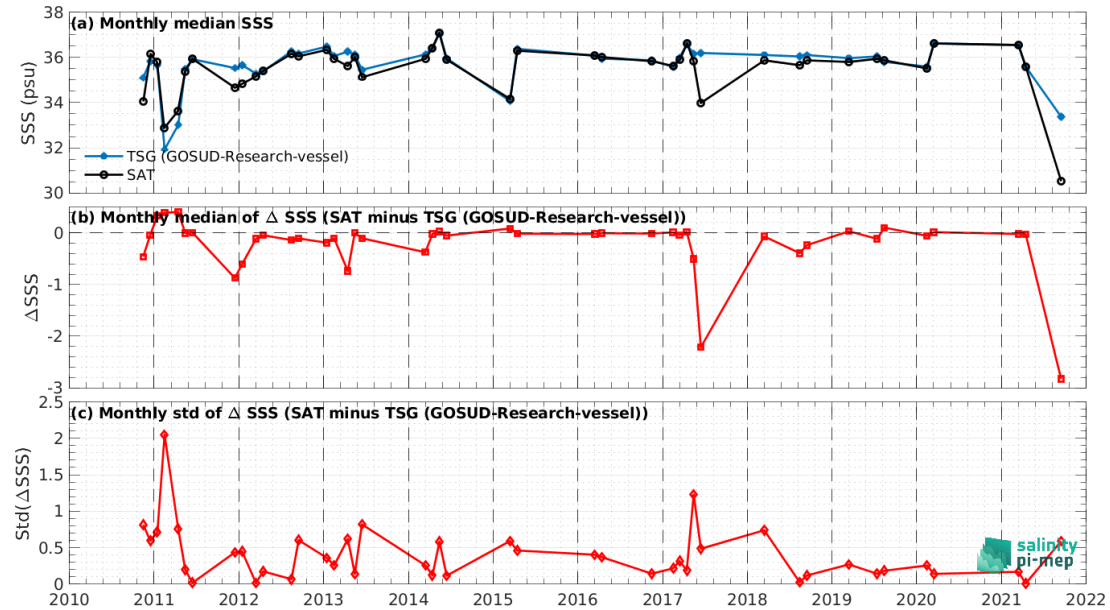 (a) Monthly median SSS
38
36
34
32
30
SSS (psu)
TSG (GOSUD-Research-vessel)
SAT
(b) Monthly median of Δ SSS (SAT minus TSG (GOSUD-Research-vessel))
0
-1
-2
-3
ΔSSS
(c) Monthly std of Δ SSS (SAT minus TSG (GOSUD-Research-vessel))
2.5
2
1.5
1
0.5
0
Std(ΔSSS)
salinity
pi-mep
2010 2011 2012 2013 2014 2015 2016 2017 2018 2019 2020 2021 2022